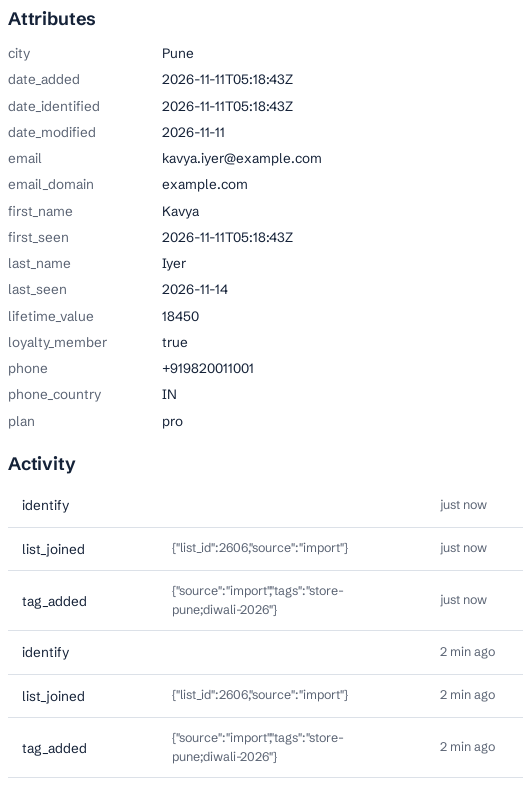 Attributes
city Pune
date_added 2026-11-11T05:18:43Z
date_identified 2026-11-11T05:18:43Z
date_modified 2026-11-11
email kavya.iyer@example.com
email_domain example.com
first_name Kavya
first_seen 2026-11-11T05:18:43Z
last_name Iyer
last_seen 2026-11-14
lifetime_value 18450
loyalty_member true
phone +919820011001
phone_country IN
plan pro
Activity
identify just now
list_joined {"list_id":2606,"source":"import"} just now
tag_added {"source":"import","tags":"store-
pune;diwali-2026"} just now
identify 2 min ago
list_joined {"list_id":2606,"source":"import"} 2 min ago
tag_added {"source":"import","tags":"store-
pune;diwali-2026"} 2 min ago